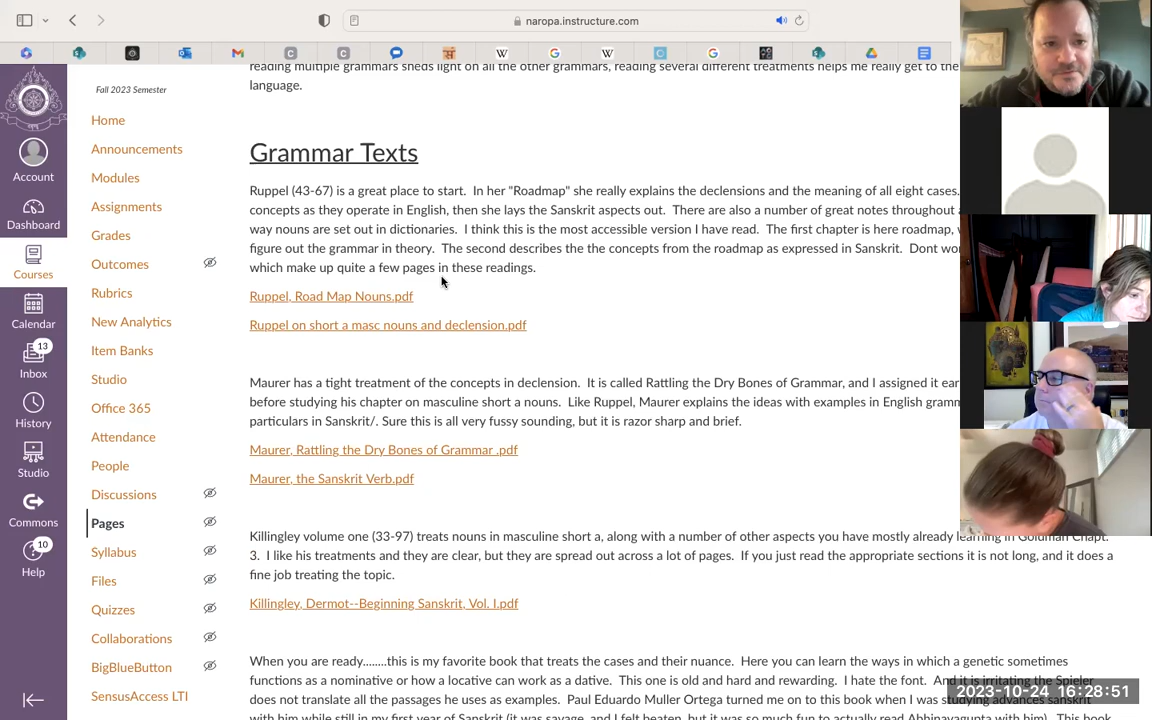 naropa.instructure.com
reading multiple grammars sheds light on all the other grammars, reading several different treatments helps me really get to the
language.
Fall 2023 Semester
Home
Announcements
Modules
Assignments
Grades
Outcomes
Rubrics
New Analytics
Item Banks
Studio
Office 365
Attendance
People
Discussions
Pages
Syllabus
Files
Quizzes
Collaborations
BigBlueButton
SensusAccess LTI
Account
Dashboard
Courses
Calendar
13
Inbox
History
Studio
Commons
10
Help
Grammar Texts
Ruppel (43-67) is a great place to start. In her "Roadmap" she really explains the declensions and the meaning of all eight cases.
concepts as they operate in English, then she lays the Sanskrit aspects out. There are also a number of great notes throughout
way nouns are set out in dictionaries. I think this is the most accessible version I have read. The first chapter is here roadmap,
figure out the grammar in theory. The second describes the the concepts from the roadmap as expressed in Sanskrit. Dont
which make up quite a few pages in these readings.
Ruppel, Road Map Nouns.pdf
Ruppel on short a masc nouns and declension.pdf
Maurer has a tight treatment of the concepts in declension. It is called Rattling the Dry Bones of Grammar, and I assigned it
before studying his chapter on masculine short a nouns. Like Ruppel, Maurer explains the ideas with examples in English
particulars in Sanskrit/. Sure this is all very fussy sounding, but it is razor sharp and brief.
Maurer, Rattling the Dry Bones of Grammar .pdf
Maurer, the Sanskrit Verb.pdf
Killingley volume one (33-97) treats nouns in masculine short a, along with a number of other aspects you have mostly already learning in Goldman Chapt.
3. I like his treatments and they are clear, but they are spread out across a lot of pages. If you just read the appropriate sections it is not long, and it does a
fine job treating the topic.
Killingley, Dermot--Beginning Sanskrit, Vol. I.pdf
When you are ready........this is my favorite book that treats the cases and their nuance. Here you can learn the ways in which a genetic sometimes
functions as a nominative or how a locative can work as a dative. This one is old and hard and rewarding. I hate the font. And it is irritating the Spieler
does not translate all the passages he uses as examples. Paul Eduardo Muller Ortega turned me on to this book when I was studying advances sanskrit
with him while still in my first year of Sanskrit (it was savage, and I felt beaten, but it was so much fun to actually read Abhinavagupta with him). This book
2023-10-24 16:28:51